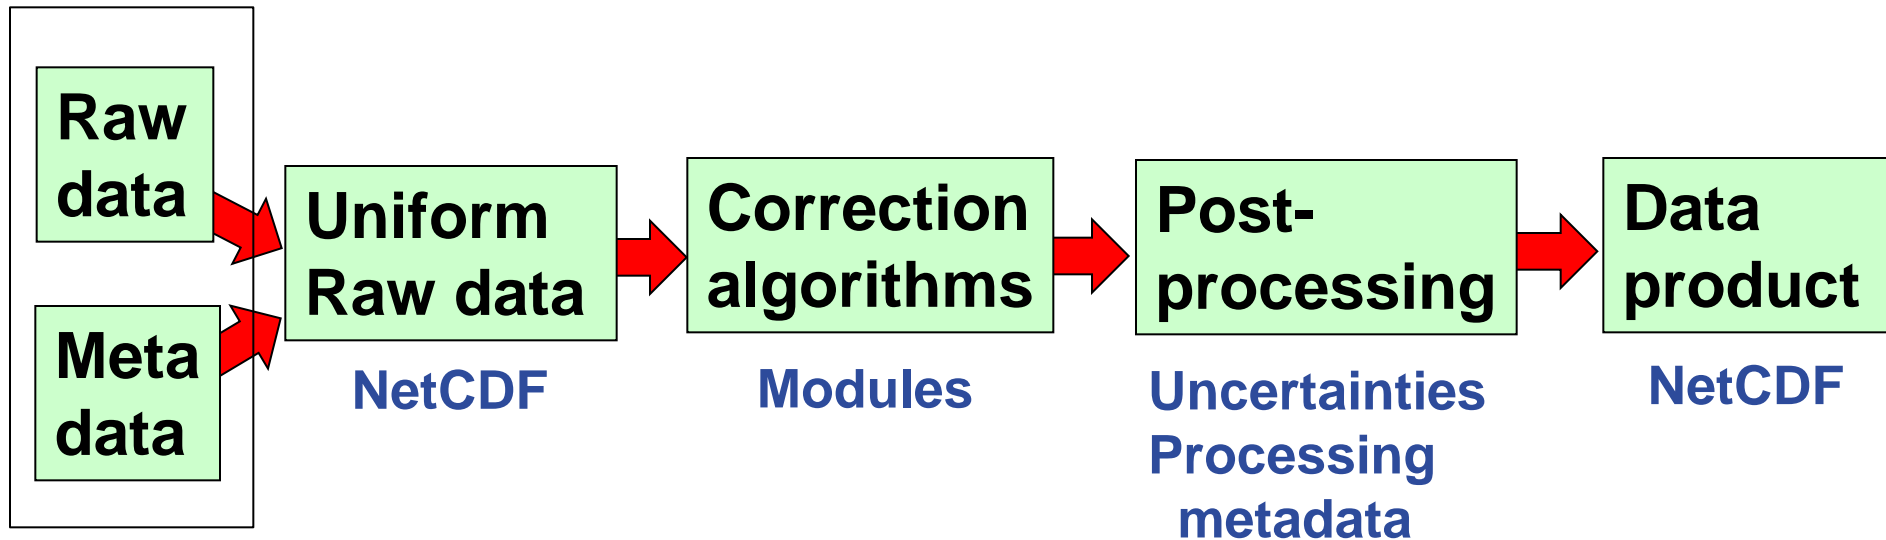 Raw
data
Meta
data
Uniform
Raw data
NetCDF
Correction
algorithms
Modules
Post-
processing
Uncertainties
Processing
metadata
Data
product
NetCDF